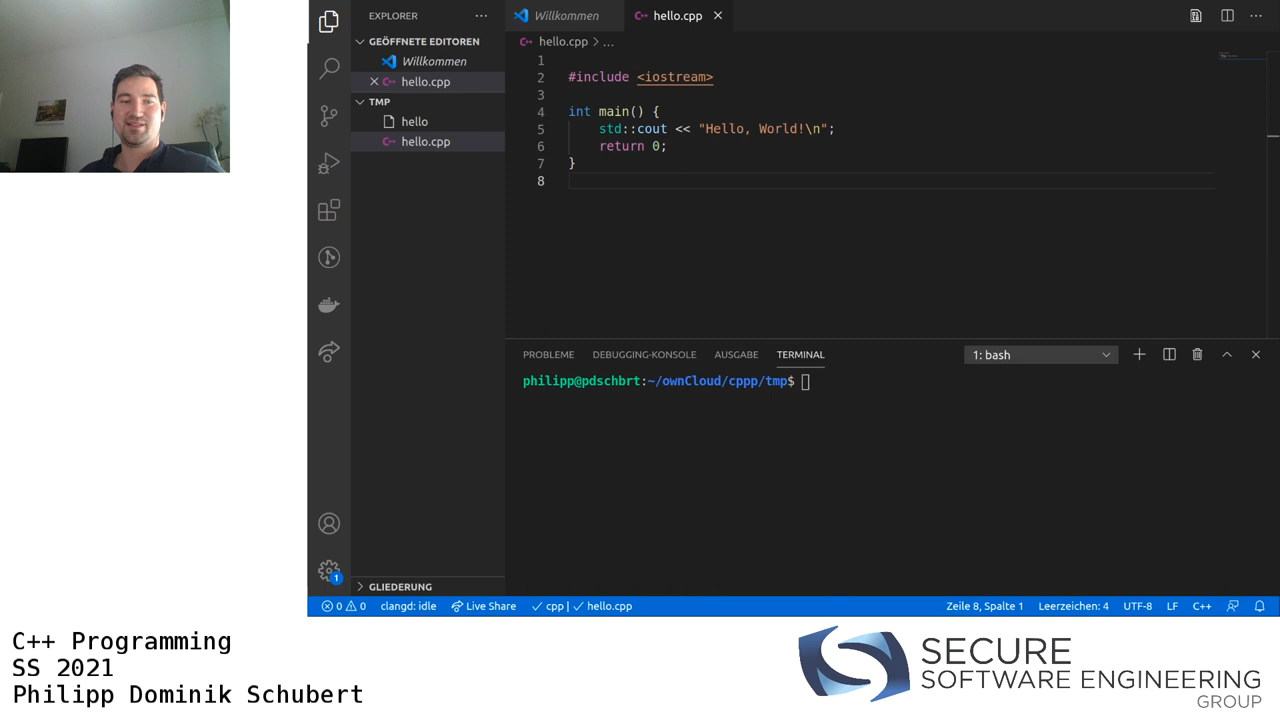 EXPLORER
GEÖFFNETE EDITOREN
Willkommen
hello.cpp
TMP
hello
hello.cpp
GLIEDERUNG
1
Willkommen
hello.cpp
hello.cpp > ...
1
2 #include <iostream>
3
4 int main() {
5 std::cout << "Hello, World!\n";
6 return 0;
7 }
8
PROBLEME DEBUGGING-KONSOLE AUSGABE TERMINAL 1: bash
philipp@pdschbrt:~/ownCloud/cppp/tmp$
0 0 clangd: idle Live Share cpp | hello.cpp Zeile 8, Spalte 1 Leerzeichen: 4 UTF-8 LF C++
C++ Programming
SS 2021
Philipp Dominik Schubert
SECURE
SOFTWARE ENGINEERING
GROUP